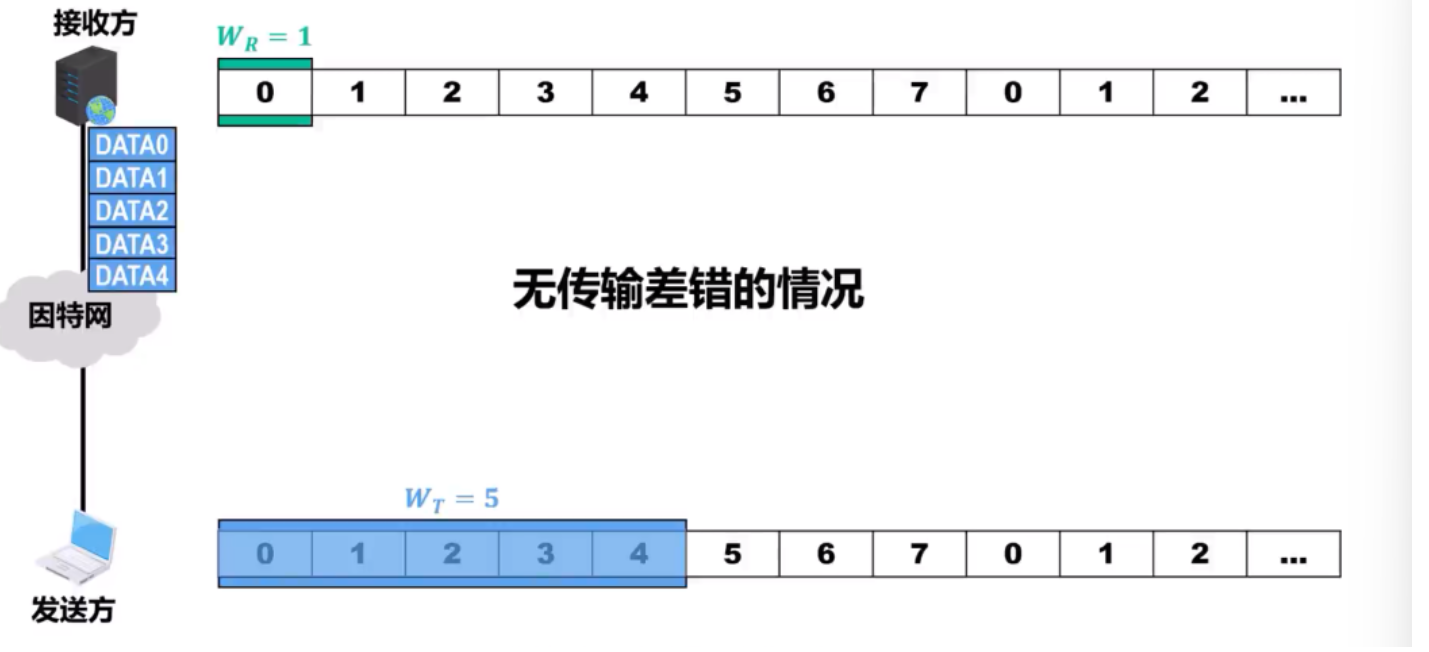 接收方
W_R = 1
0 1 2 3 4 5 6 7 0 1 2 ...
DATA0
DATA1
DATA2
DATA3
DATA4
无传输差错的情况
因特网
W_T = 5
0 1 2 3 4 5 6 7 0 1 2 ...
发送方